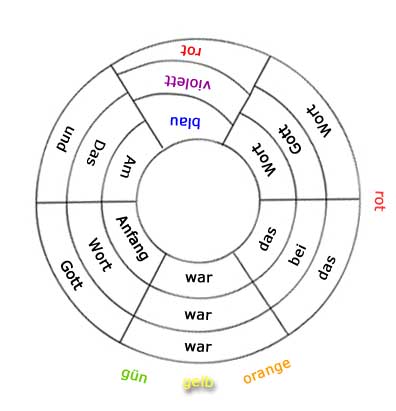 rot
violett
blau
Am
Anfang
war
das
Wort
Das
Wort
war
bei
Gott
und
Gott
war
das
Wort
gün
gelb
orange
rot